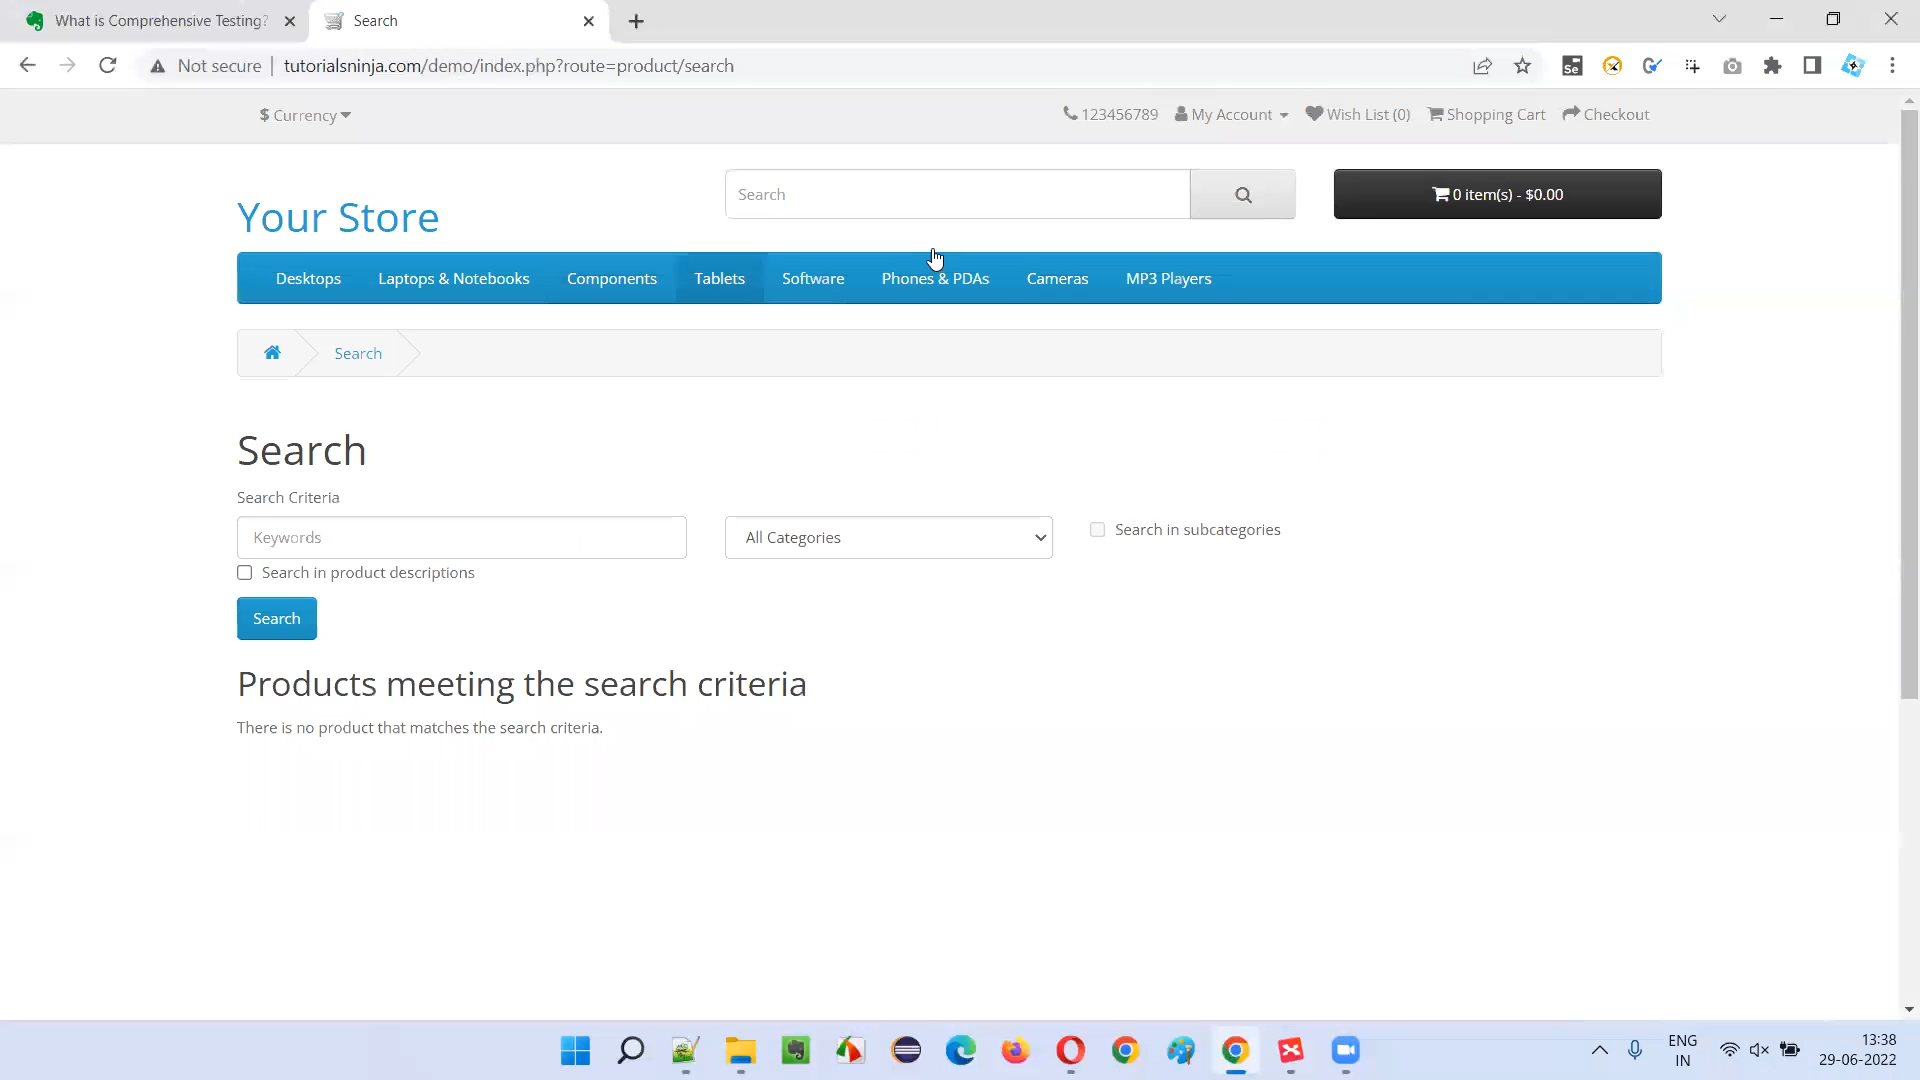 What is Comprehensive Testing?
Search
Not secure
tutorialsninja.com/demo/index.php?route=product/search
Se
$ Currency
123456789
My Account
Wish List (0)
Shopping Cart
Checkout
Your Store
Search
0 item(s) - $0.00
Desktops
Laptops & Notebooks
Components
Tablets
Software
Phones & PDAs
Cameras
MP3 Players
Search
Search
Search Criteria
Keywords
All Categories
Search in subcategories
Search in product descriptions
Search
Products meeting the search criteria
There is no product that matches the search criteria.
ENG
IN
13:38
29-06-2022